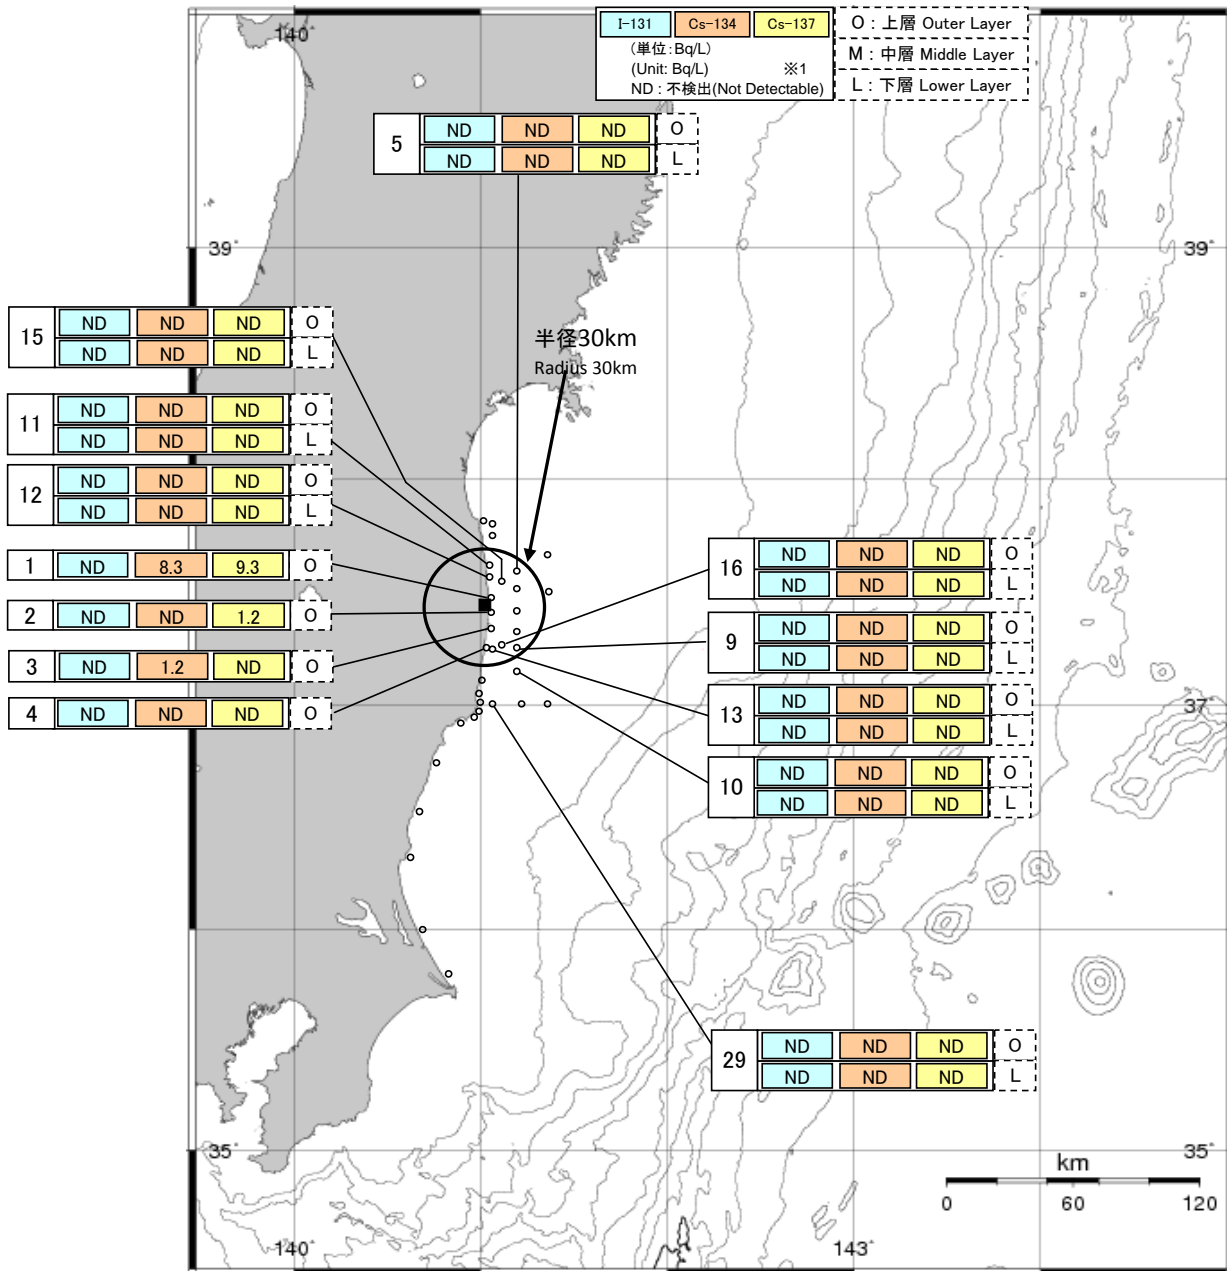 140°
I-131 Cs-134 Cs-137
(単位:Bq/L)
(Unit: Bq/L) ※1
ND : 不検出(Not Detectable)
O : 上層 Outer Layer
M : 中層 Middle Layer
L : 下層 Lower Layer
5
ND ND ND O
ND ND ND L
39°
39°
15
ND ND ND O
ND ND ND L
半径30km
Radius 30km
11
ND ND ND O
ND ND ND L
12
ND ND ND O
ND ND ND L
1 ND 8.3 9.3 O
2 ND ND 1.2 O
3 ND 1.2 ND O
4 ND ND ND O
16
ND ND ND O
ND ND ND L
9
ND ND ND O
ND ND ND L
13
ND ND ND O
ND ND ND L
37°
10
ND ND ND O
ND ND ND L
29
ND ND ND O
ND ND ND L
35°
35°
km
0 60 120
140°
143°